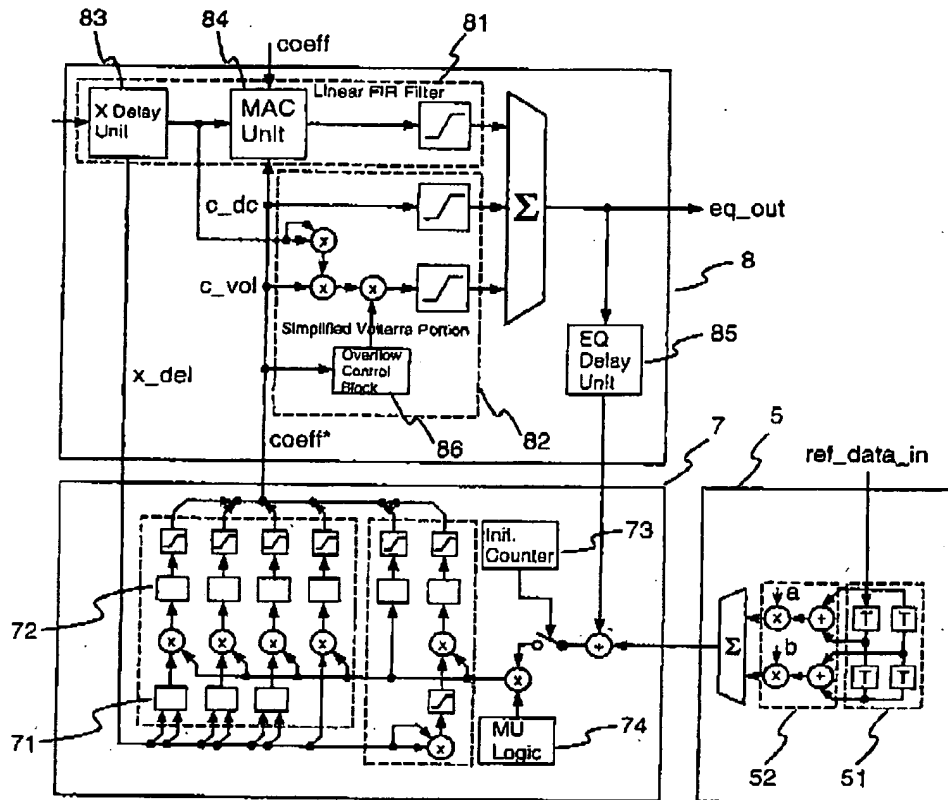 83
84
81
coeff
Linear FIR Filter
X Delay
Unit
MAC
Unit
Σ
c_dc
eq_out
x
8
c_vol
x
x
Simplified Volterra Portion
Overflow
Control
Block
EQ
Delay
Unit
85
x_del
86
82
coeff*
7
5
ref_data_in
Init.
Counter
73
72
a
T
T
x
+
Σ
x
x
x
x
x
+
b
x
x
+
T
T
71
MU
Logic
74
x
52
51